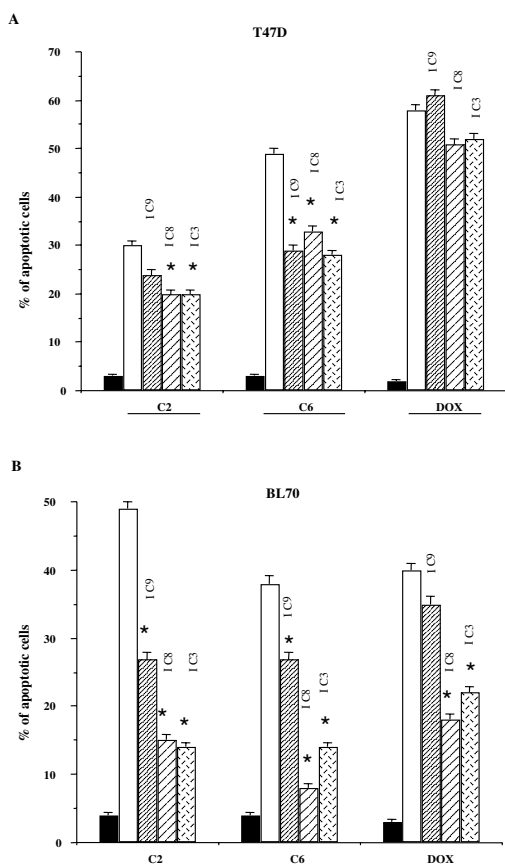 A
T47D
% of apoptotic cells
70
60
50
40
30
20
10
0
I C9
I C8
I C3
* *
I C9
I C8
I C3
* * *
I C9
I C8
I C3
C2 C6 DOX
B
BL70
% of apoptotic cells
50
40
30
20
10
0
I C9
I C8
I C3
* * *
I C9
I C8
I C3
* * *
I C9
I C8
I C3
* *
C2 C6 DOX